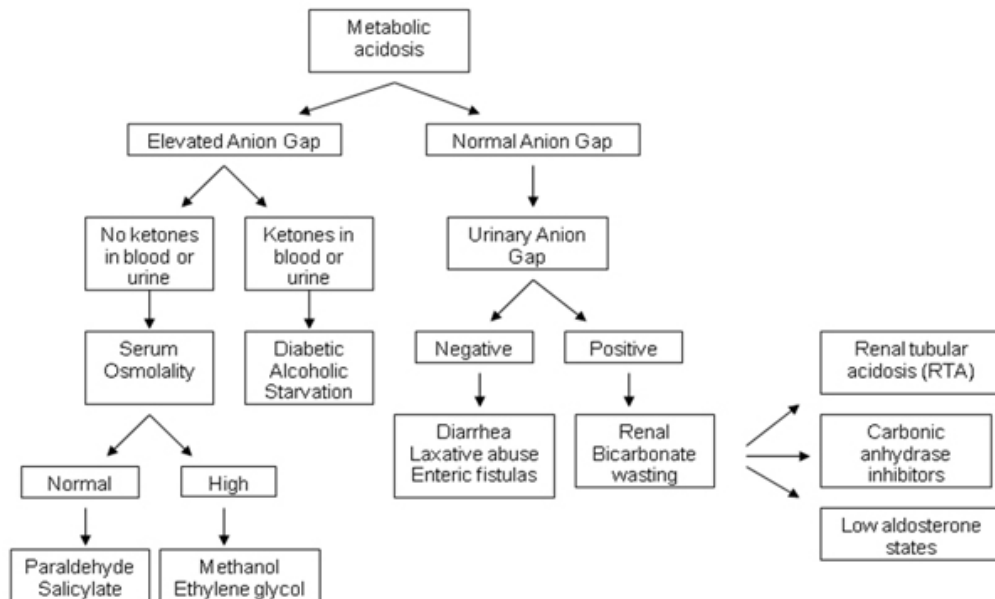 Metabolic
acidosis
Elevated Anion Gap
Normal Anion Gap
No ketones
in blood or
urine
Ketones in
blood or
urine
Urinary Anion
Gap
Serum
Osmolality
Diabetic
Alcoholic
Starvation
Negative
Positive
Renal tubular
acidosis (RTA)
Diarrhea
Laxative abuse
Enteric fistulas
Renal
Bicarbonate
wasting
Carbonic
anhydrase
inhibitors
Normal
High
Low aldosterone
states
Paraldehyde
Salicylate
Methanol
Ethylene glycol